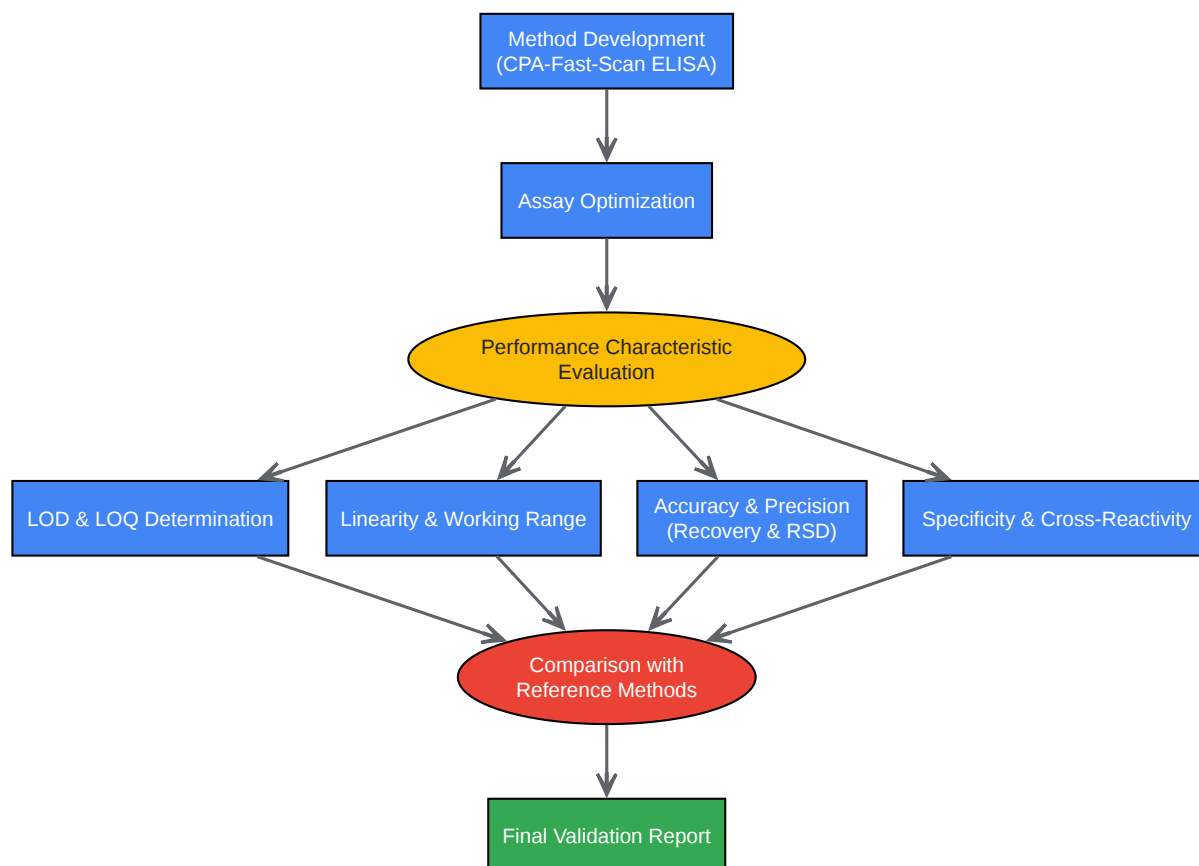 Method Development
(CPA-Fast-Scan ELISA)
Assay Optimization
Performance Characteristic
Evaluation
LOD & LOQ Determination
Linearity & Working Range
Accuracy & Precision
(Recovery & RSD)
Specificity & Cross-Reactivity
Comparison with
Reference Methods
Final Validation Report